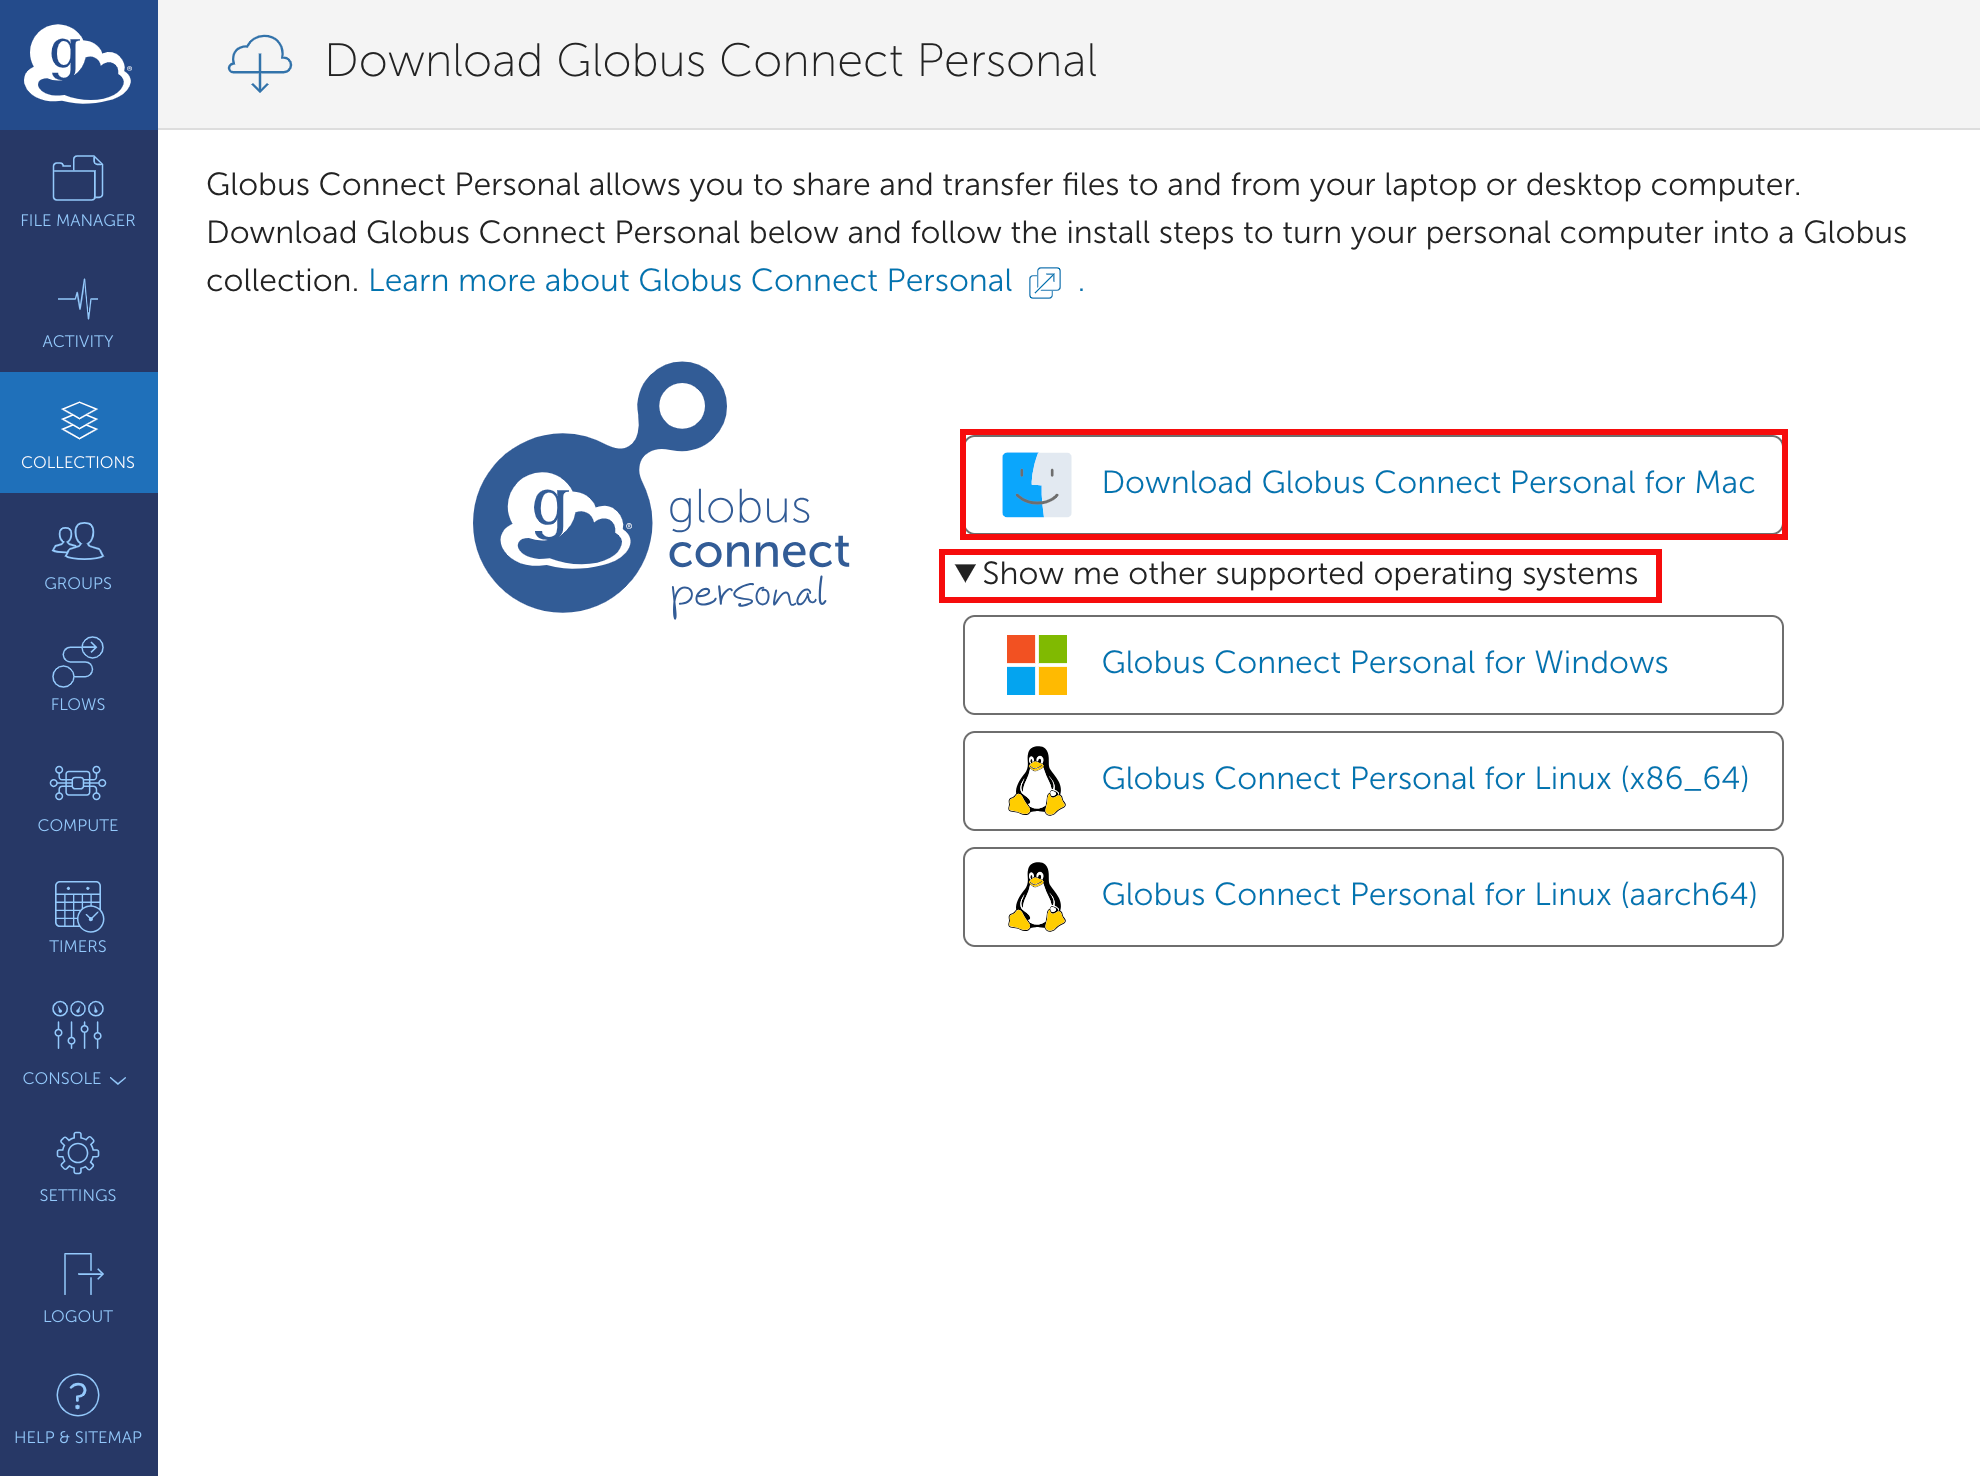 g
Download Globus Connect Personal
FILE MANAGER
ACTIVITY
COLLECTIONS
GROUPS
FLOWS
COMPUTE
TIMERS
CONSOLE
SETTINGS
LOGOUT
?
HELP & SITEMAP
Globus Connect Personal allows you to share and transfer files to and from your laptop or desktop computer.
Download Globus Connect Personal below and follow the install steps to turn your personal computer into a Globus
collection. Learn more about Globus Connect Personal .
g®
globus
connect
personal
Download Globus Connect Personal for Mac
▼ Show me other supported operating systems
Globus Connect Personal for Windows
Globus Connect Personal for Linux (x86_64)
Globus Connect Personal for Linux (aarch64)